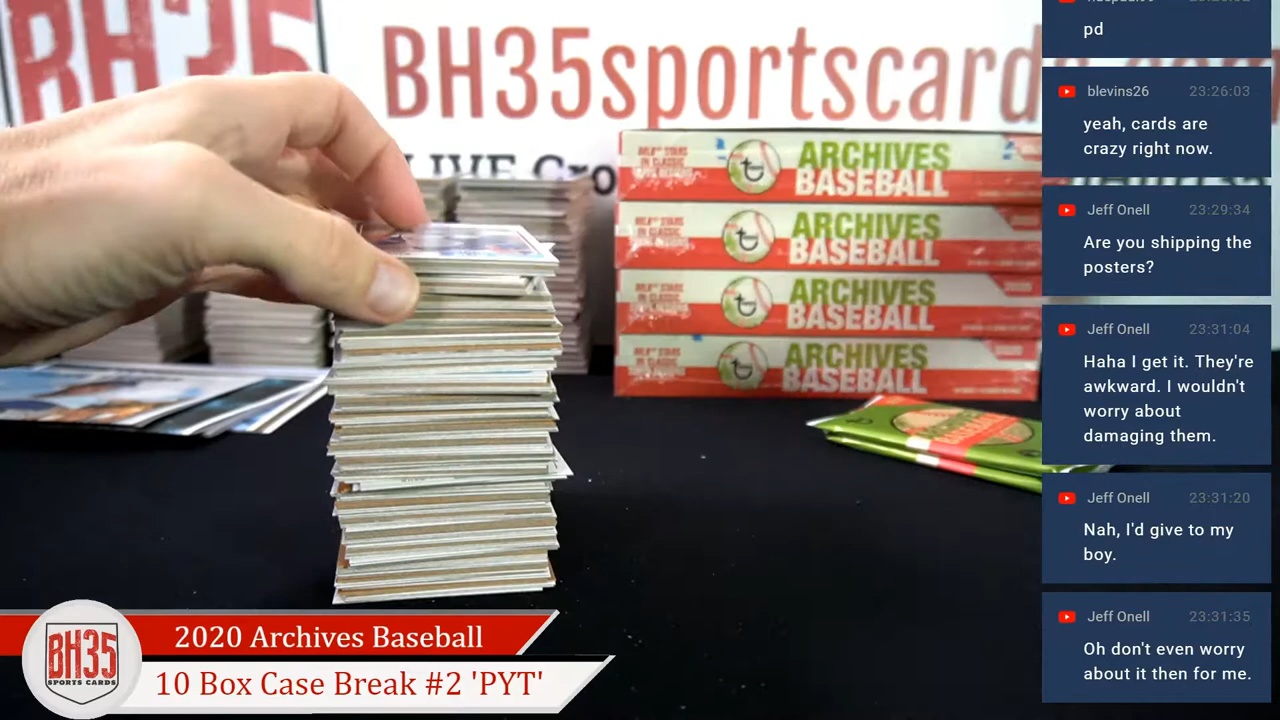 BH35
BH35sportscard
LIVE Gro
ARCHIVES
BASEBALL
ARCHIVES
BASEBALL
ARCHIVES
BASEBALL
ARCHIVES
BASEBALL
pd
blevins26 23:26:03
yeah, cards are
crazy right now.
Jeff Onell 23:29:34
Are you shipping the
posters?
Jeff Onell 23:31:04
Haha I get it. They're
awkward. I wouldn't
worry about
damaging them.
Jeff Onell 23:31:20
Nah, I'd give to my
boy.
Jeff Onell 23:31:35
Oh don't even worry
about it then for me.
BH35
SPORTS CARDS
2020 Archives Baseball
10 Box Case Break #2 'PYT'